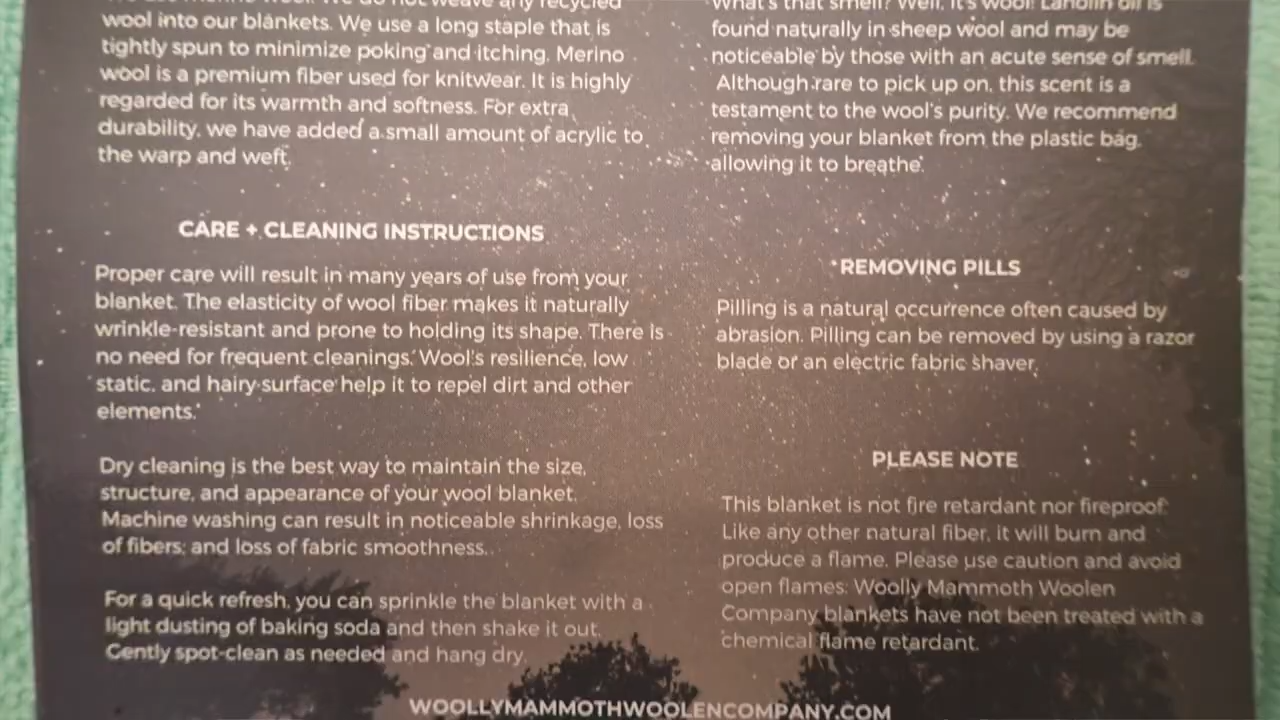 wool into our blankets. We use a long staple that is
tightly spun to minimize poking and itching. Merino
wool is a premium fiber used for knitwear. It is highly
regarded for its warmth and softness. For extra
durability, we have added a small amount of acrylic to
the warp and weft.
CARE + CLEANING INSTRUCTIONS
Proper care will result in many years of use from your
blanket. The elasticity of wool fiber makes it naturally
wrinkle-resistant and prone to holding its shape. There is
no need for frequent cleanings. Wool's resilience, low
static, and hairy surface help it to repel dirt and other
elements.
Dry cleaning is the best way to maintain the size,
structure, and appearance of your wool blanket.
Machine washing can result in noticeable shrinkage, loss
of fibers, and loss of fabric smoothness.
For a quick refresh, you can sprinkle the blanket with a
light dusting of baking soda and then shake it out.
Gently spot-clean as needed and hang dry.
What's that smell? Well, it's wool! Lanolin oil is
found naturally in sheep wool and may be
noticeable by those with an acute sense of smell.
Although rare to pick up on, this scent is a
testament to the wool's purity. We recommend
removing your blanket from the plastic bag,
allowing it to breathe.
REMOVING PILLS
Pilling is a natural occurrence often caused by
abrasion. Pilling can be removed by using a razor
blade or an electric fabric shaver.
PLEASE NOTE
This blanket is not fire retardant nor fireproof.
Like any other natural fiber, it will burn and
produce a flame. Please use caution and avoid
open flames. Woolly Mammoth Woolen
Company blankets have not been treated with a
chemical flame retardant.
WOOLLYMAMMOTHWOOLENCOMPANY.COM